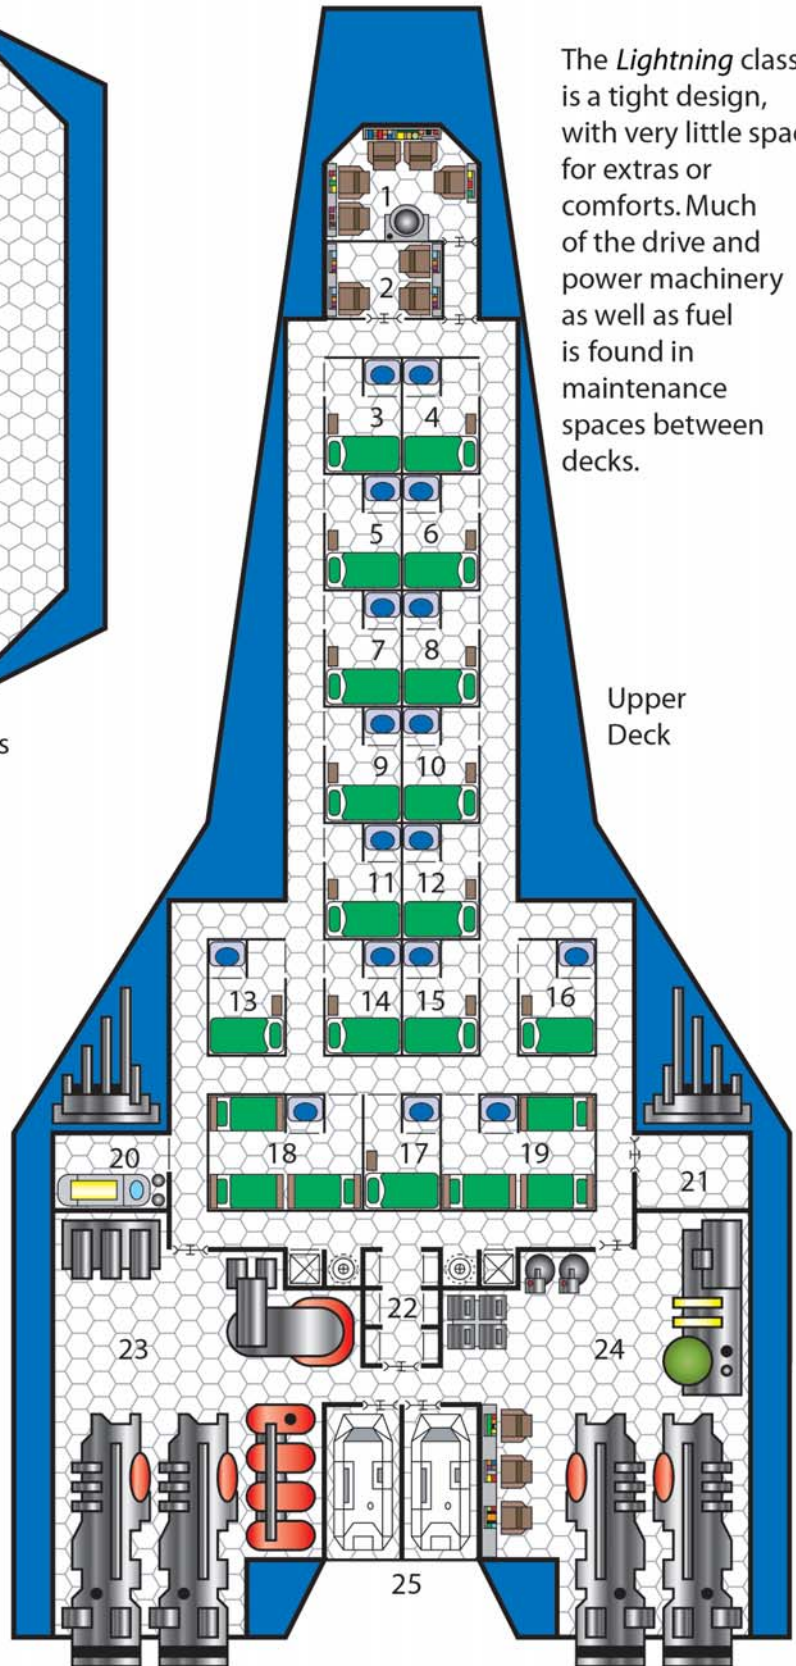 The Lightning class
is a tight design,
with very little
for extras or
comforts. Much
of the drive and
power machinery
as well as fuel
is found in
maintenance
spaces between
decks.
1
2
3 4
5 6
7 8
9 10
11 12
13 14 15 16
Upper
Deck
s
18 17 19
20
21
22
23 24
25